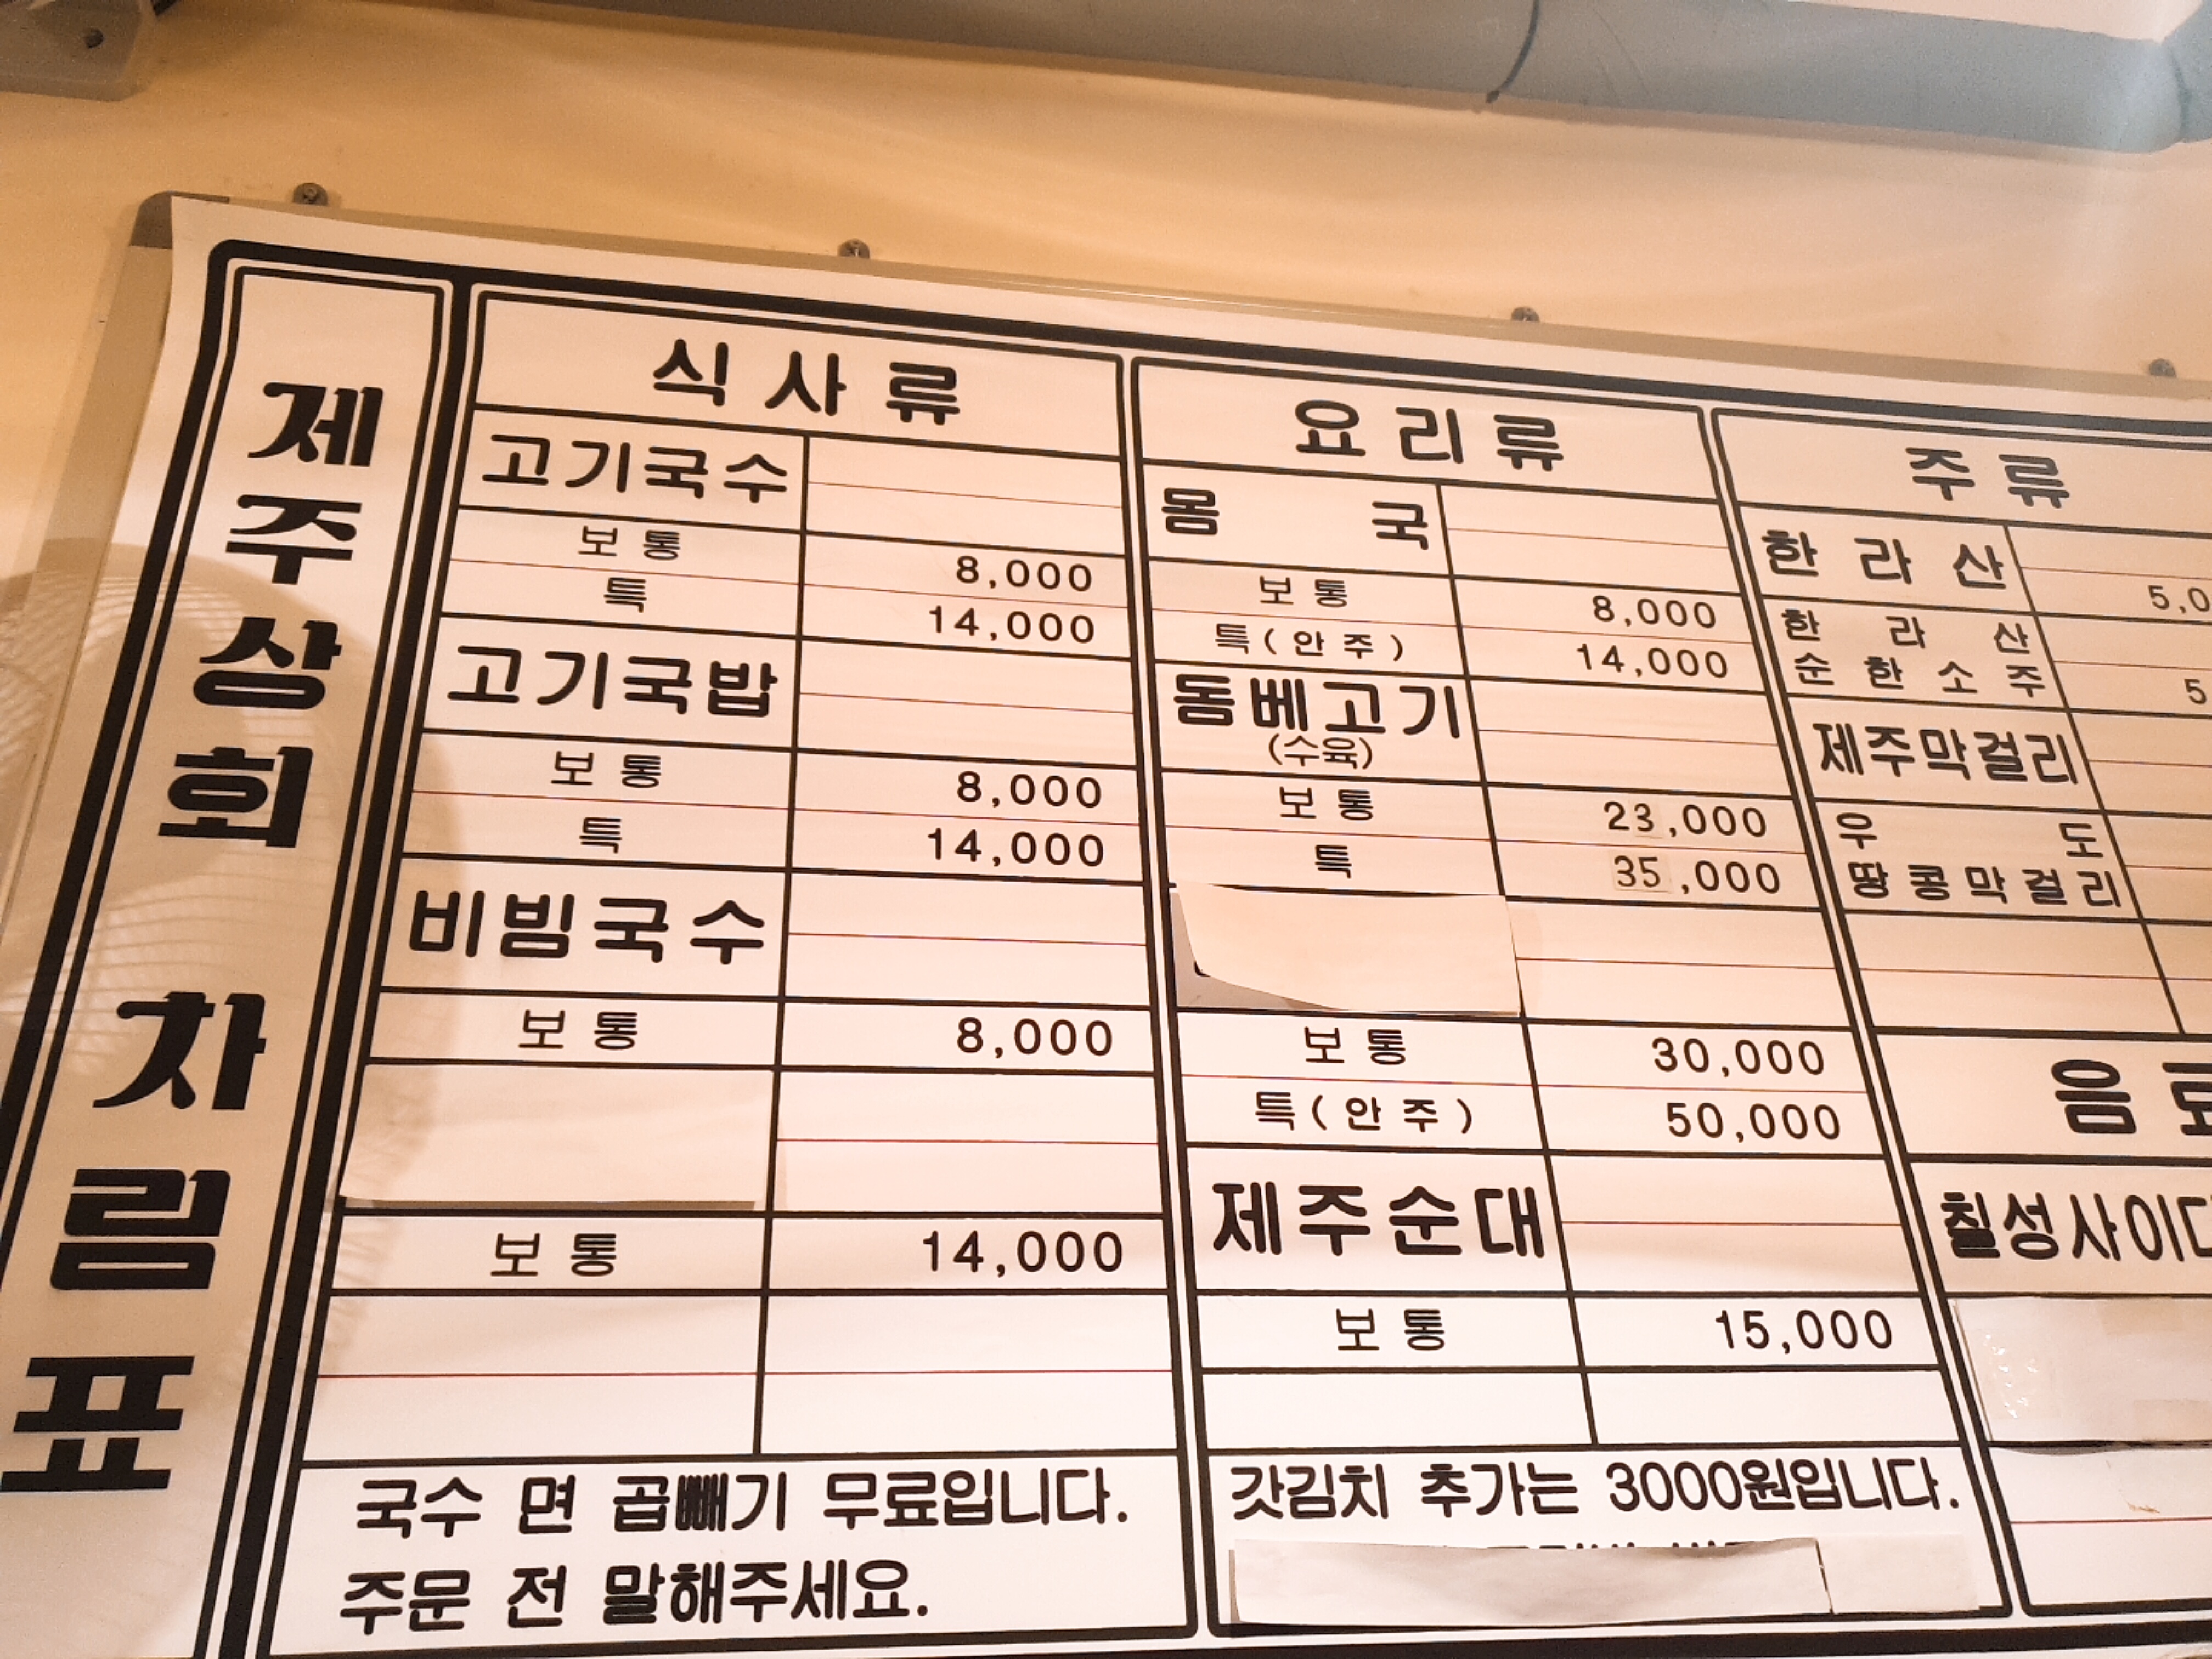 제주상회 차림표
식사류
고기국수
보통 8,000
특 14,000
고기국밥
보통 8,000
특 14,000
비빔국수
보통 8,000
보통 14,000
국수 면 곱빼기 무료입니다.
주문 전 말해주세요.
요리류
몸국
보통 8,000
특(안주) 14,000
돔베고기
(수육)
보통 23,000
특 35,000
보통 30,000
특(안주) 50,000
제주순대
보통 15,000
갓김치 추가는 3000원입니다.
주류
한라산 5,0
한라산
순한소주 5
제주막걸리
우도
땅콩막걸리
음료
칠성사이다